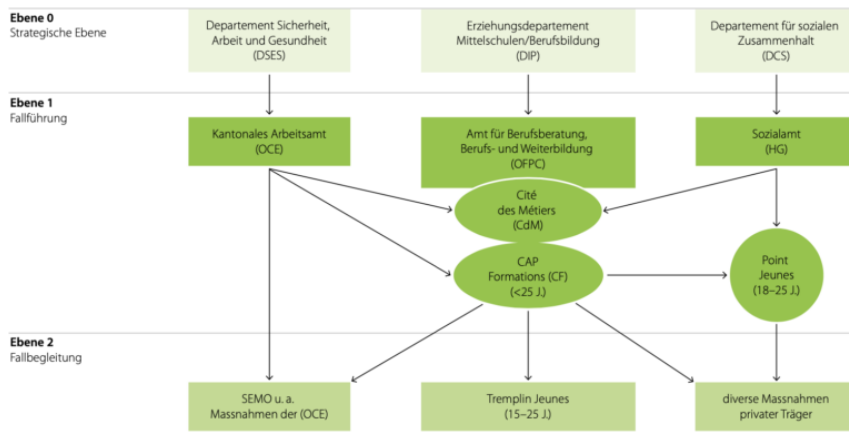 Ebene 0
Strategische Ebene
Departement Sicherheit,
Arbeit und Gesundheit
(DSES)
Erziehungsdepartement
Mittelschulen/Berufsbildung
(DIP)
Departement für sozialen
Zusammenhalt
(DCS)
Ebene 1
Fallführung
Kantonales Arbeitsamt
(OCE)
Amt für Berufsberatung,
Berufs- und Weiterbildung
(OFPC)
Sozialamt
(HG)
Cité
des Métiers
(CdM)
CAP
Formations (CF)
(<25 J.)
Point
Jeunes
(18–25 J.)
Ebene 2
Fallbegleitung
SEMO u. a.
Massnahmen der (OCE)
Tremplin Jeunes
(15–25 J.)
diverse Massnahmen
privater Träger